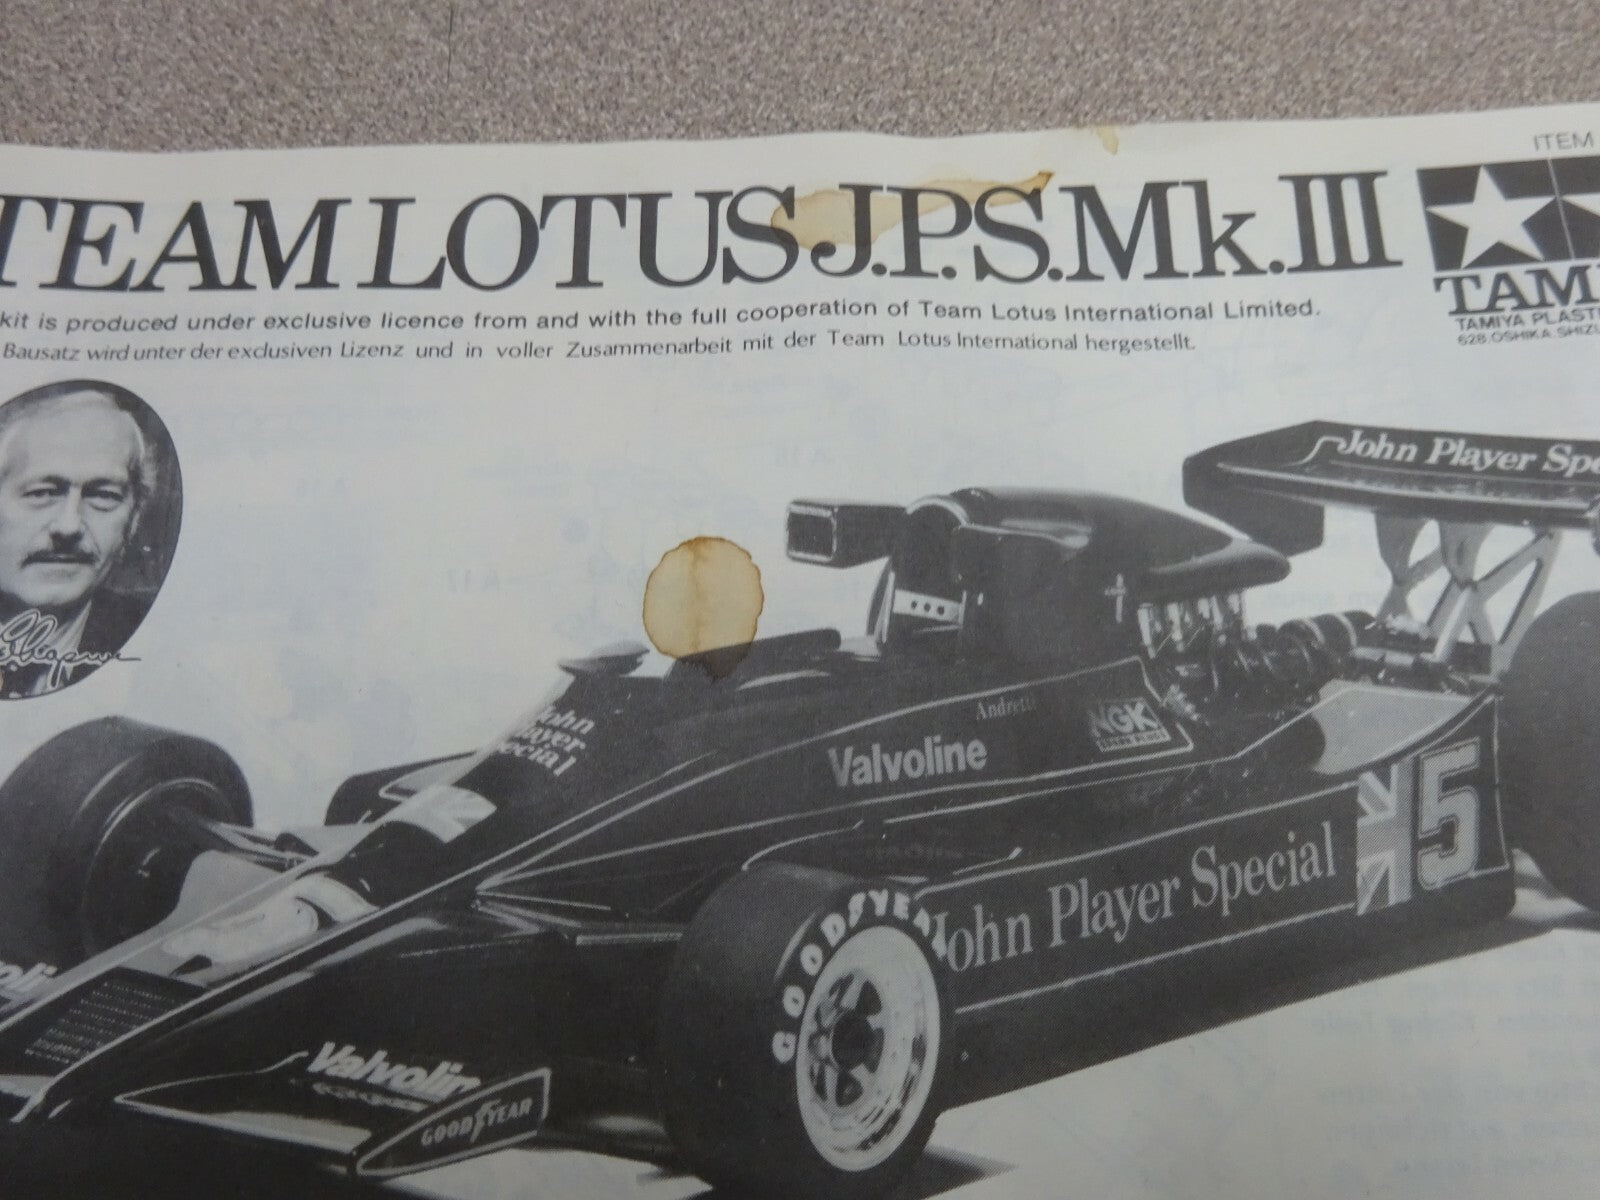 ITEM
TEAM LOTUS J.P.S. Mk.III
TAMI
kit is produced under exclusive licence from and with the full cooperation of Team Lotus International Limited.
TAMIYA PLAST
Bausatz wird unter der exclusiven Lizenz und in voller Zusammenarbeit mit der Team Lotus International hergestellt.
628, OSHIKA, SHIZU
John Player Spe
John
Player
Special
Andretti
NGK
Valvoline
5
John Player Special
GOODYEAR
Valvolin
GOODYEAR